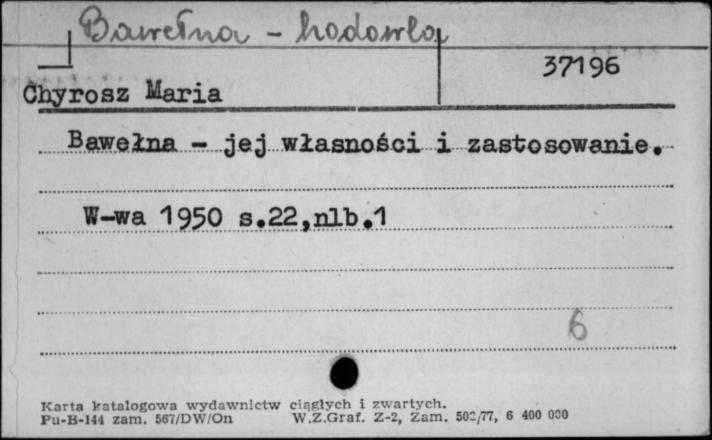 Bawełna - hodowla
37196
Chyrosz Maria
Bawełna - jej własności i zastosowanie.
W-wa 1950 s.22,nlb.1
6
Karta katalogowa wydawnictw ciągłych i zwartych.
Pu-B-144 zam. 567/DW/On W.Z.Graf. Z-2, Zam. 502/77, 6 400 000